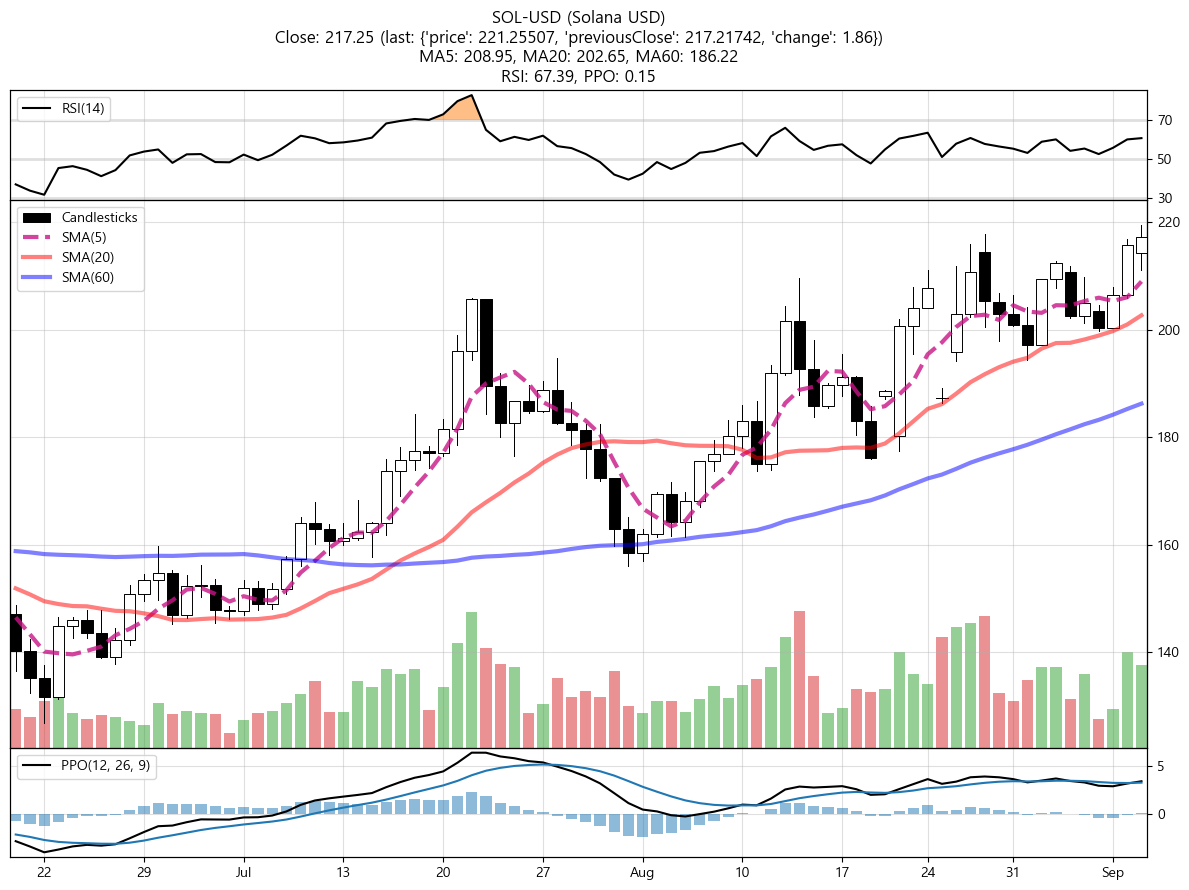 SOL-USD (Solana USD)
Close: 217.25 (last: {'price': 221.25507, 'previousClose': 217.21742, 'change': 1.86})
MA5: 208.95, MA20: 202.65, MA60: 186.22
RSI: 67.39, PPO: 0.15
RSI(14)
70
50
30
Candlesticks
SMA(5)
SMA(20)
SMA(60)
220
200
180
160
140
PPO(12, 26, 9)
5
0
22 29 Jul 13 20 27 Aug 10 17 24 31 Sep